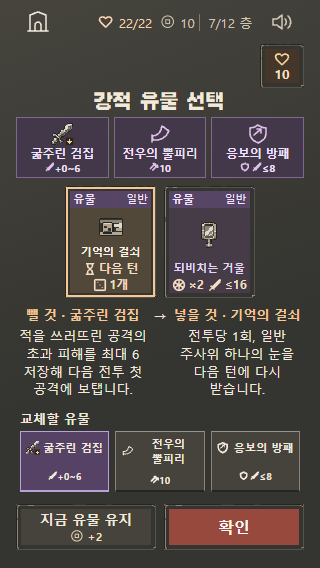 22/22 10 7/12 층
10
강적 유물 선택
굶주린 검집 전우의 뿔피리 응보의 방패
+0~6 10 ≤8
유물 일반 유물 일반
기억의 걸쇠 되비치는 거울
다음 턴
1개 ×2 ≤16
뺄 것 · 굶주린 검집 → 넣을 것 · 기억의 걸쇠
적을 쓰러뜨린 공격의
초과 피해를 최대 6
저장해 다음 전투 첫
공격에 보탭니다.
전투당 1회, 일반
주사위 하나의 눈을
다음 턴에 다시
받습니다.
교체할 유물
굶주린 검집 전우의
뿔피리 응보의 방패
+0~6 10 ≤8
지금 유물 유지
+2
확인